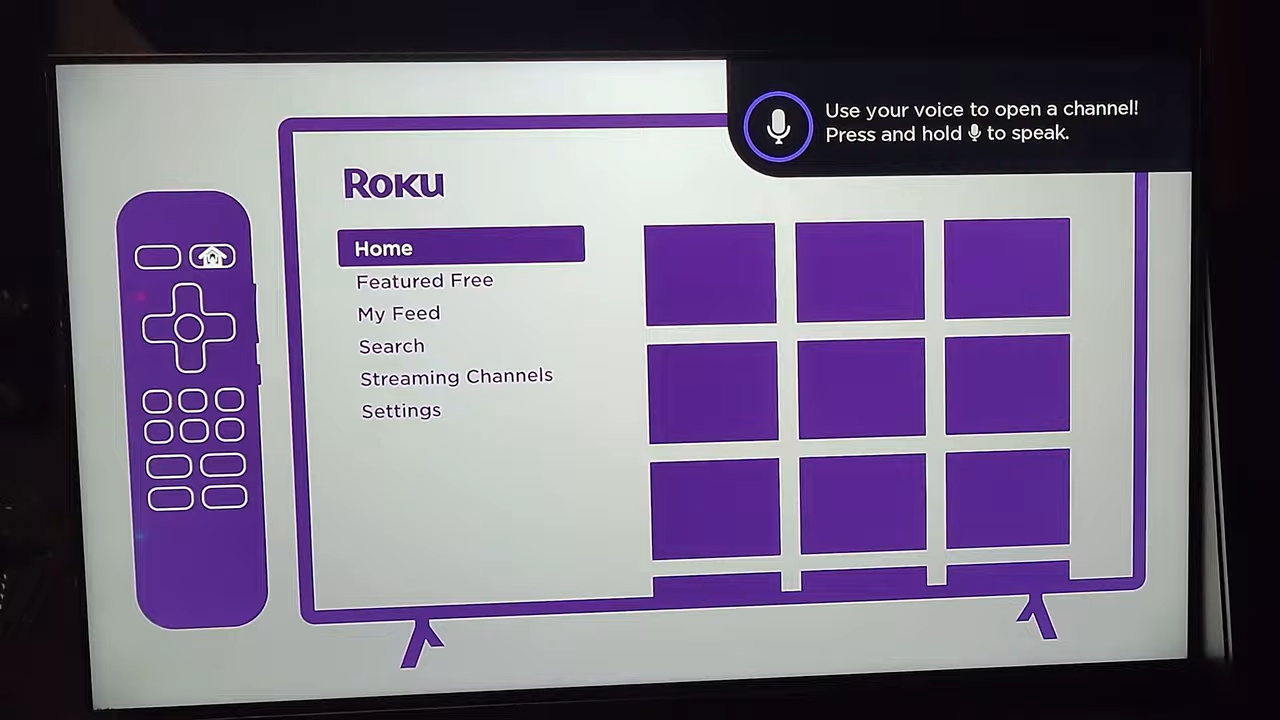 Use your voice to open a channel!
Press and hold to speak.
Roku
Home
Featured Free
My Feed
Search
Streaming Channels
Settings